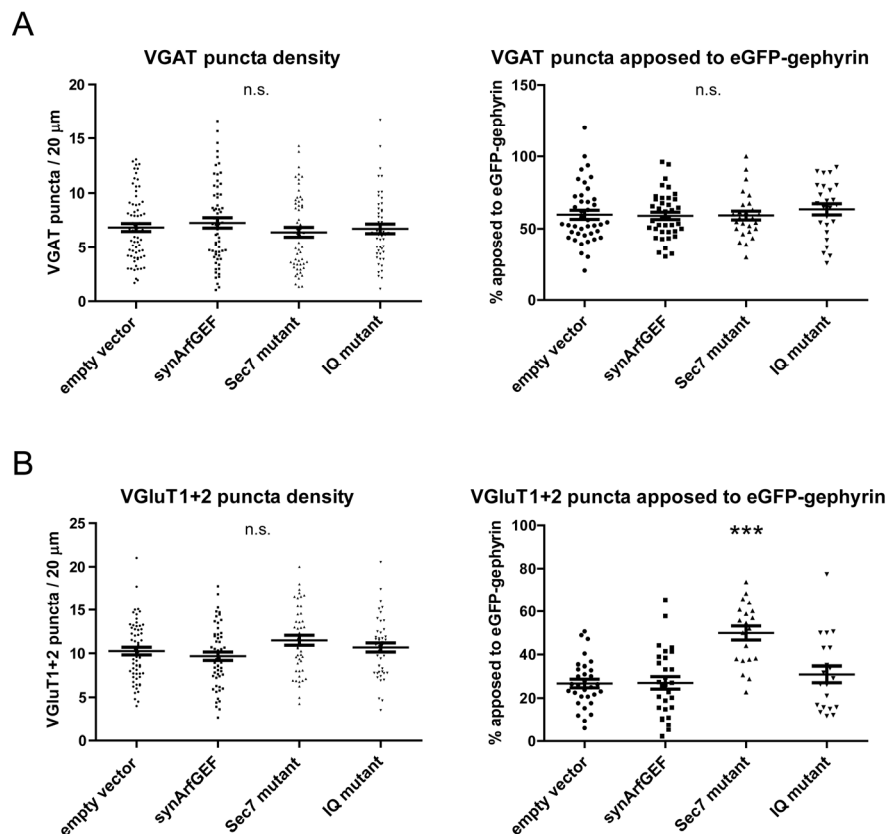 A
VGAT puncta density
n.s.
VGAT puncta / 20 μm
20
15
10
5
0
empty vector
synArfGEF
Sec7 mutant
IQ mutant
VGAT puncta apposed to eGFP-gephyrin
n.s.
% apposed to eGFP-gephyrin
150
100
50
0
empty vector
synArfGEF
Sec7 mutant
IQ mutant
B
VGluT1+2 puncta density
n.s.
VGluT1+2 puncta / 20 μm
25
20
15
10
5
0
empty vector
synArfGEF
Sec7 mutant
IQ mutant
VGluT1+2 puncta apposed to eGFP-gephyrin
***
% apposed to eGFP-gephyrin
100
80
60
40
20
0
empty vector
synArfGEF
Sec7 mutant
IQ mutant